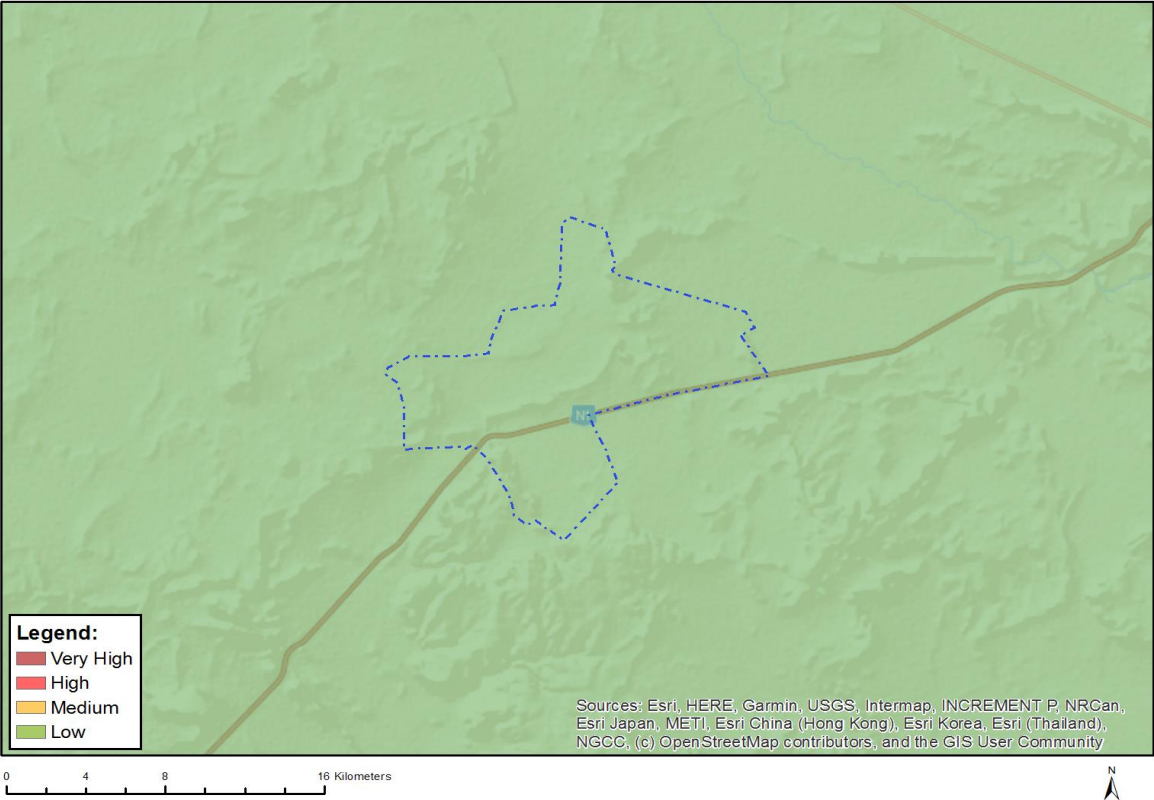 N1
Legend:
Very High
High
Medium
Low
Sources: Esri, HERE, Garmin, USGS, Intermap, INCREMENT P, NRCan,
Esri Japan, METI, Esri China (Hong Kong), Esri Korea, Esri (Thailand),
NGCC, (c) OpenStreetMap contributors, and the GIS User Community
0 4 8 16 Kilometers
N